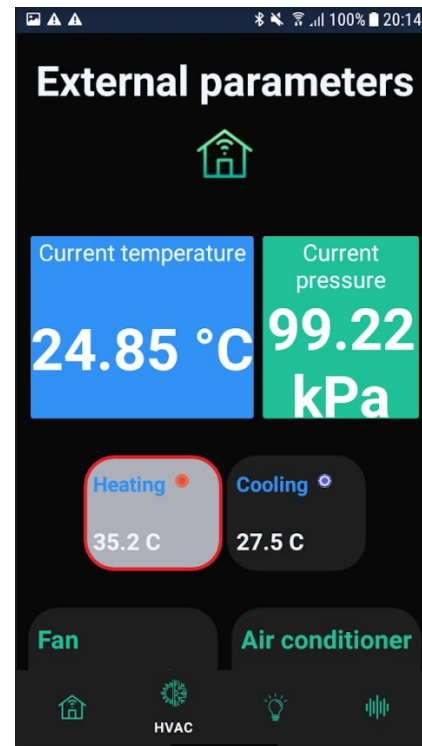 100% 20:14
External parameters
Current temperature
24.85 °C
Current
pressure
99.22
kPa
Heating
35.2 C
Cooling
27.5 C
Fan
Air conditioner
HVAC